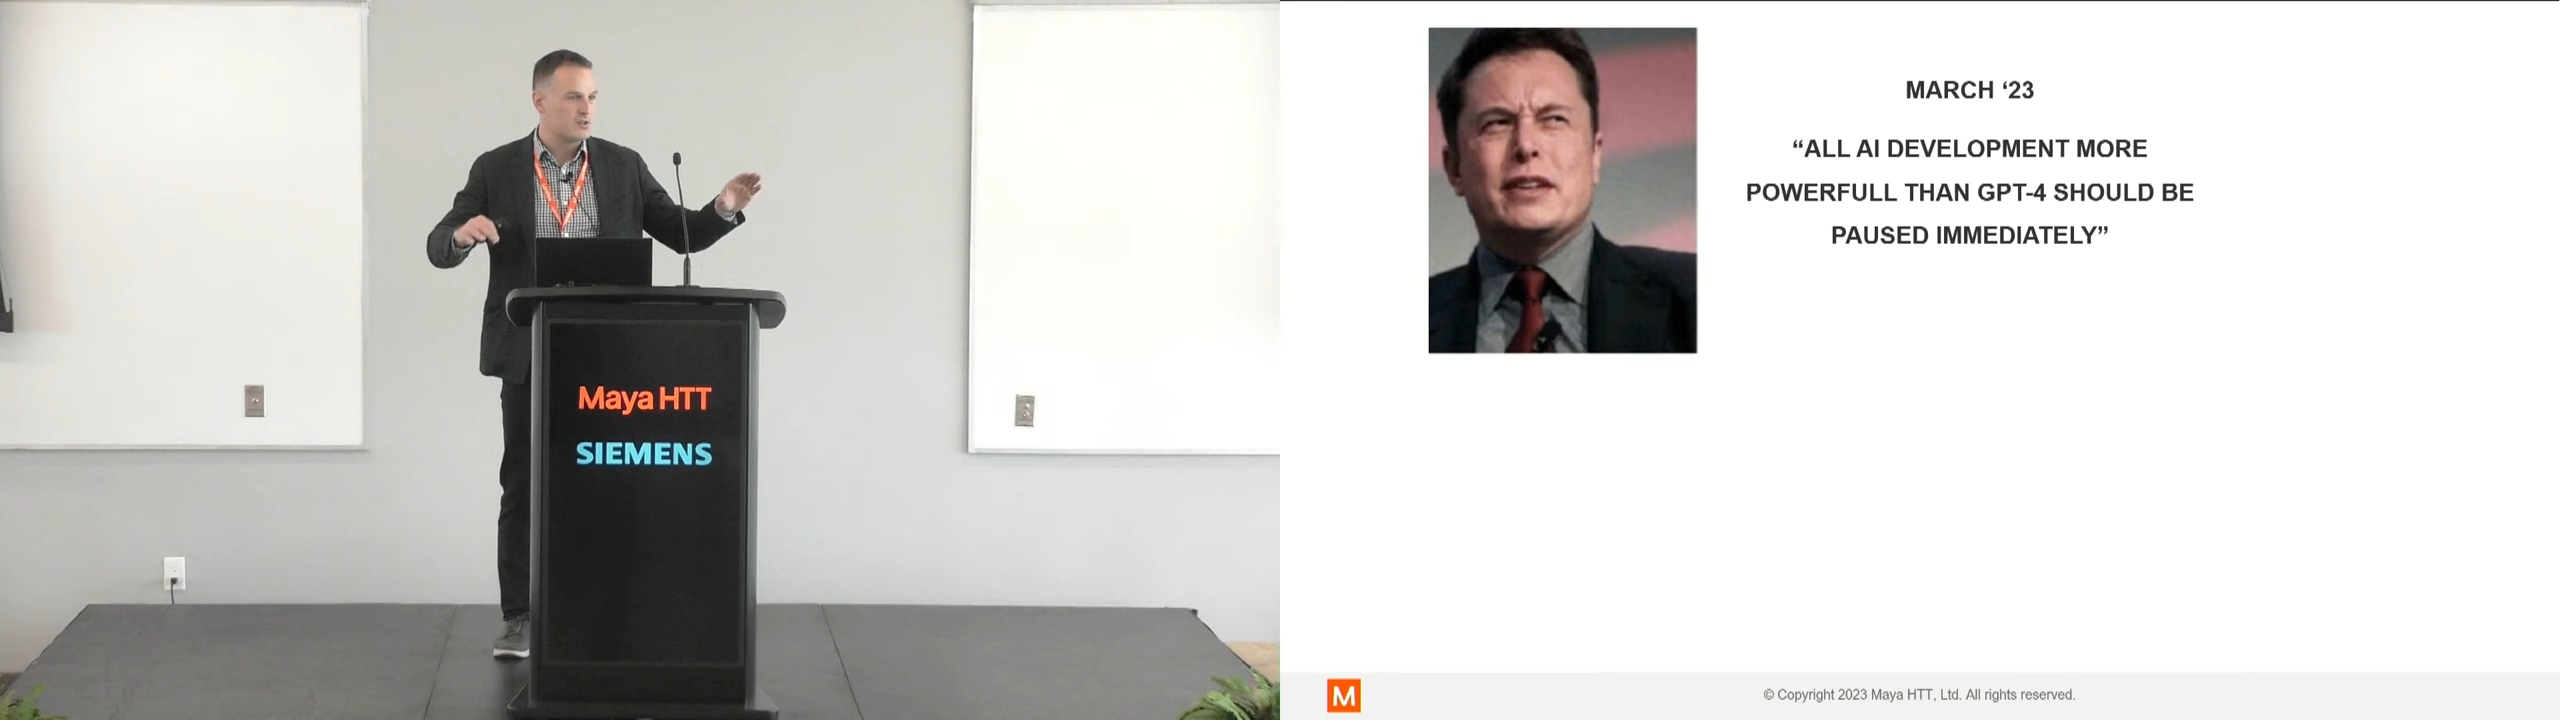 Maya HTT
SIEMENS
MARCH ‘23
“ALL AI DEVELOPMENT MORE
POWERFULL THAN GPT-4 SHOULD BE
PAUSED IMMEDIATELY”
M
© Copyright 2023 Maya HTT, Ltd. All rights reserved.